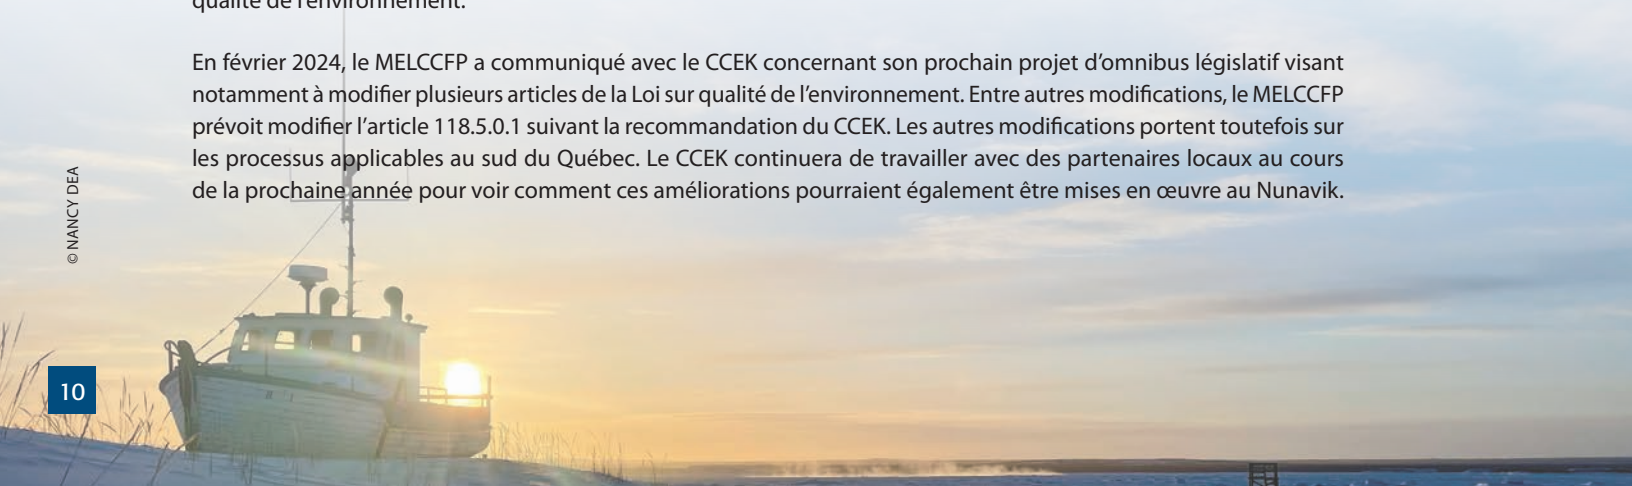 qualité de l'environnement.
En février 2024, le MELCCFP a communiqué avec le CCEK concernant son prochain projet d'omnibus législatif visant
notamment à modifier plusieurs articles de la Loi sur qualité de l'environnement. Entre autres modifications, le MELCCFP
prévoit modifier l'article 118.5.0.1 suivant la recommandation du CCEK. Les autres modifications portent toutefois sur
les processus applicables au sud du Québec. Le CCEK continuera de travailler avec des partenaires locaux au cours
de la prochaine année pour voir comment ces améliorations pourraient également être mises en œuvre au Nunavik.
© NANCY DEA
10